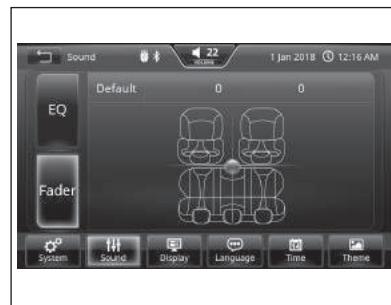 Sound
22
VOLUME
1 Jan 2018 12:16 AM
Default 0 0
EQ
Fader
System Sound Display Language Time Theme